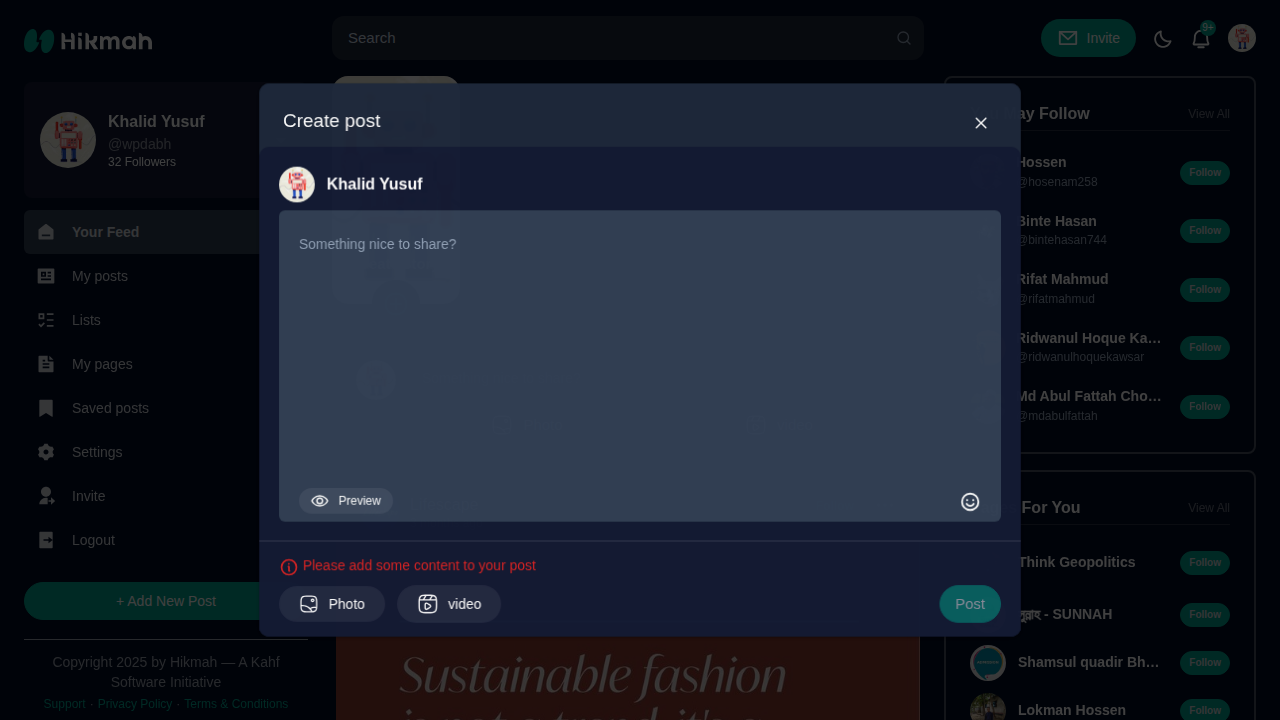 Hikmah
Search
Invite
9+
Khalid Yusuf
@wpdabh
32 Followers
Your Feed
My posts
Lists
My pages
Saved posts
Settings
Invite
Logout
+ Add New Post
Copyright 2025 by Hikmah — A Kahf
Software Initiative
Support · Privacy Policy · Terms & Conditions
Create post
Khalid Yusuf
Something nice to share?
Preview
Please add some content to your post
Photo
video
Post
Sustainable fashion
is not a trend, it's a
Follow
View All
Hossen
@hosenam258
Follow
Binte Hasan
@bintehasan744
Follow
Rifat Mahmud
@rifatmahmud
Follow
Ridwanul Hoque Ka...
@ridwanulhoquekawsar
Follow
Md Abul Fattah Cho...
@mdabulfattah
Follow
For You
View All
Think Geopolitics
Follow
- SUNNAH
Follow
Shamsul quadir Bh...
Follow
Lokman Hossen
Follow